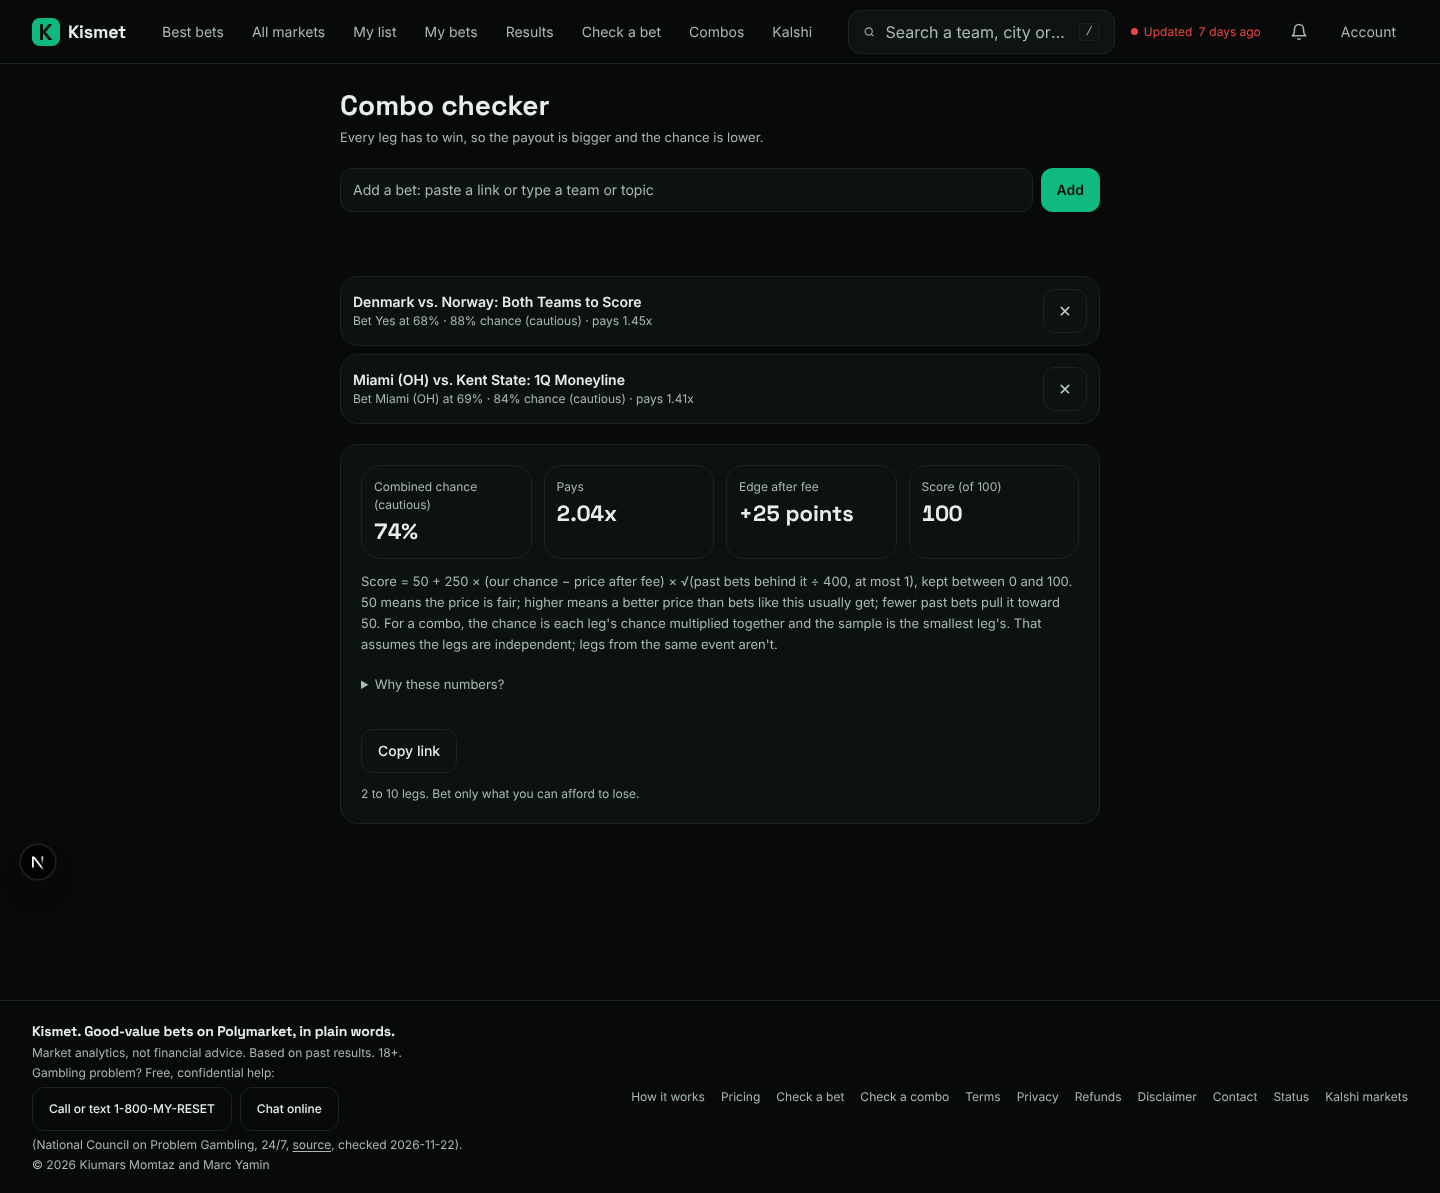 Kismet
Best bets
All markets
My list
My bets
Results
Check a bet
Combos
Kalshi
Search a team, city or...
/
Updated 7 days ago
Account
Combo checker
Every leg has to win, so the payout is bigger and the chance is lower.
Add a bet: paste a link or type a team or topic
Add
Denmark vs. Norway: Both Teams to Score
Bet Yes at 68% · 88% chance (cautious) · pays 1.45x
Miami (OH) vs. Kent State: 1Q Moneyline
Bet Miami (OH) at 69% · 84% chance (cautious) · pays 1.41x
Combined chance
(cautious)
74%
Pays
2.04x
Edge after fee
+25 points
Score (of 100)
100
Score = 50 + 250 × (our chance − price after fee) × √(past bets behind it ÷ 400, at most 1), kept between 0 and 100.
50 means the price is fair; higher means a better price than bets like this usually get; fewer past bets pull it toward
50. For a combo, the chance is each leg's chance multiplied together and the sample is the smallest leg's. That
assumes the legs are independent; legs from the same event aren't.
Why these numbers?
Copy link
2 to 10 legs. Bet only what you can afford to lose.
N
Kismet. Good-value bets on Polymarket, in plain words.
Market analytics, not financial advice. Based on past results. 18+.
Gambling problem? Free, confidential help:
Call or text 1-800-MY-RESET
Chat online
(National Council on Problem Gambling, 24/7, source, checked 2026-11-22).
© 2026 Kiumars Momtaz and Marc Yamin
How it works
Pricing
Check a bet
Check a combo
Terms
Privacy
Refunds
Disclaimer
Contact
Status
Kalshi markets